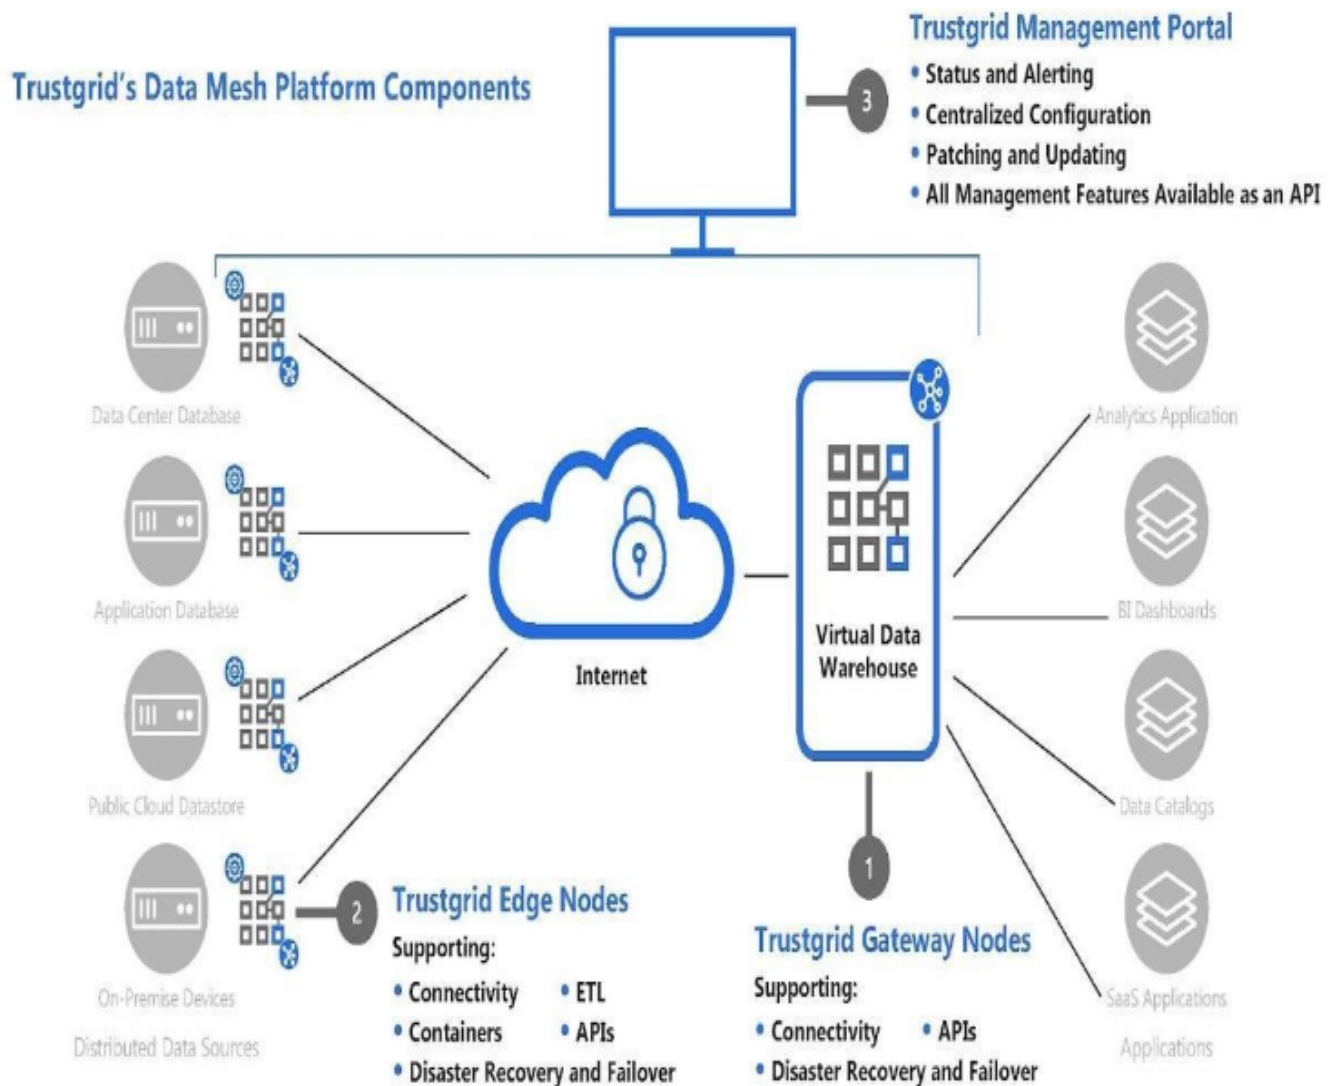 Trustgrid's Data Mesh Platform Components
Trustgrid Management Portal
• Status and Alerting
• Centralized Configuration
• Patching and Updating
• All Management Features Available as an API
3
Data Center Database
Application Database
Public Cloud Datastore
On-Premise Devices
Distributed Data Sources
Internet
Virtual Data
Warehouse
Analytics Application
BI Dashboards
Data Catalogs
SaaS Applications
Applications
2
Trustgrid Edge Nodes
Supporting:
• Connectivity • ETL
• Containers • APIs
• Disaster Recovery and Failover
1
Trustgrid Gateway Nodes
Supporting:
• Connectivity • APIs
• Disaster Recovery and Failover